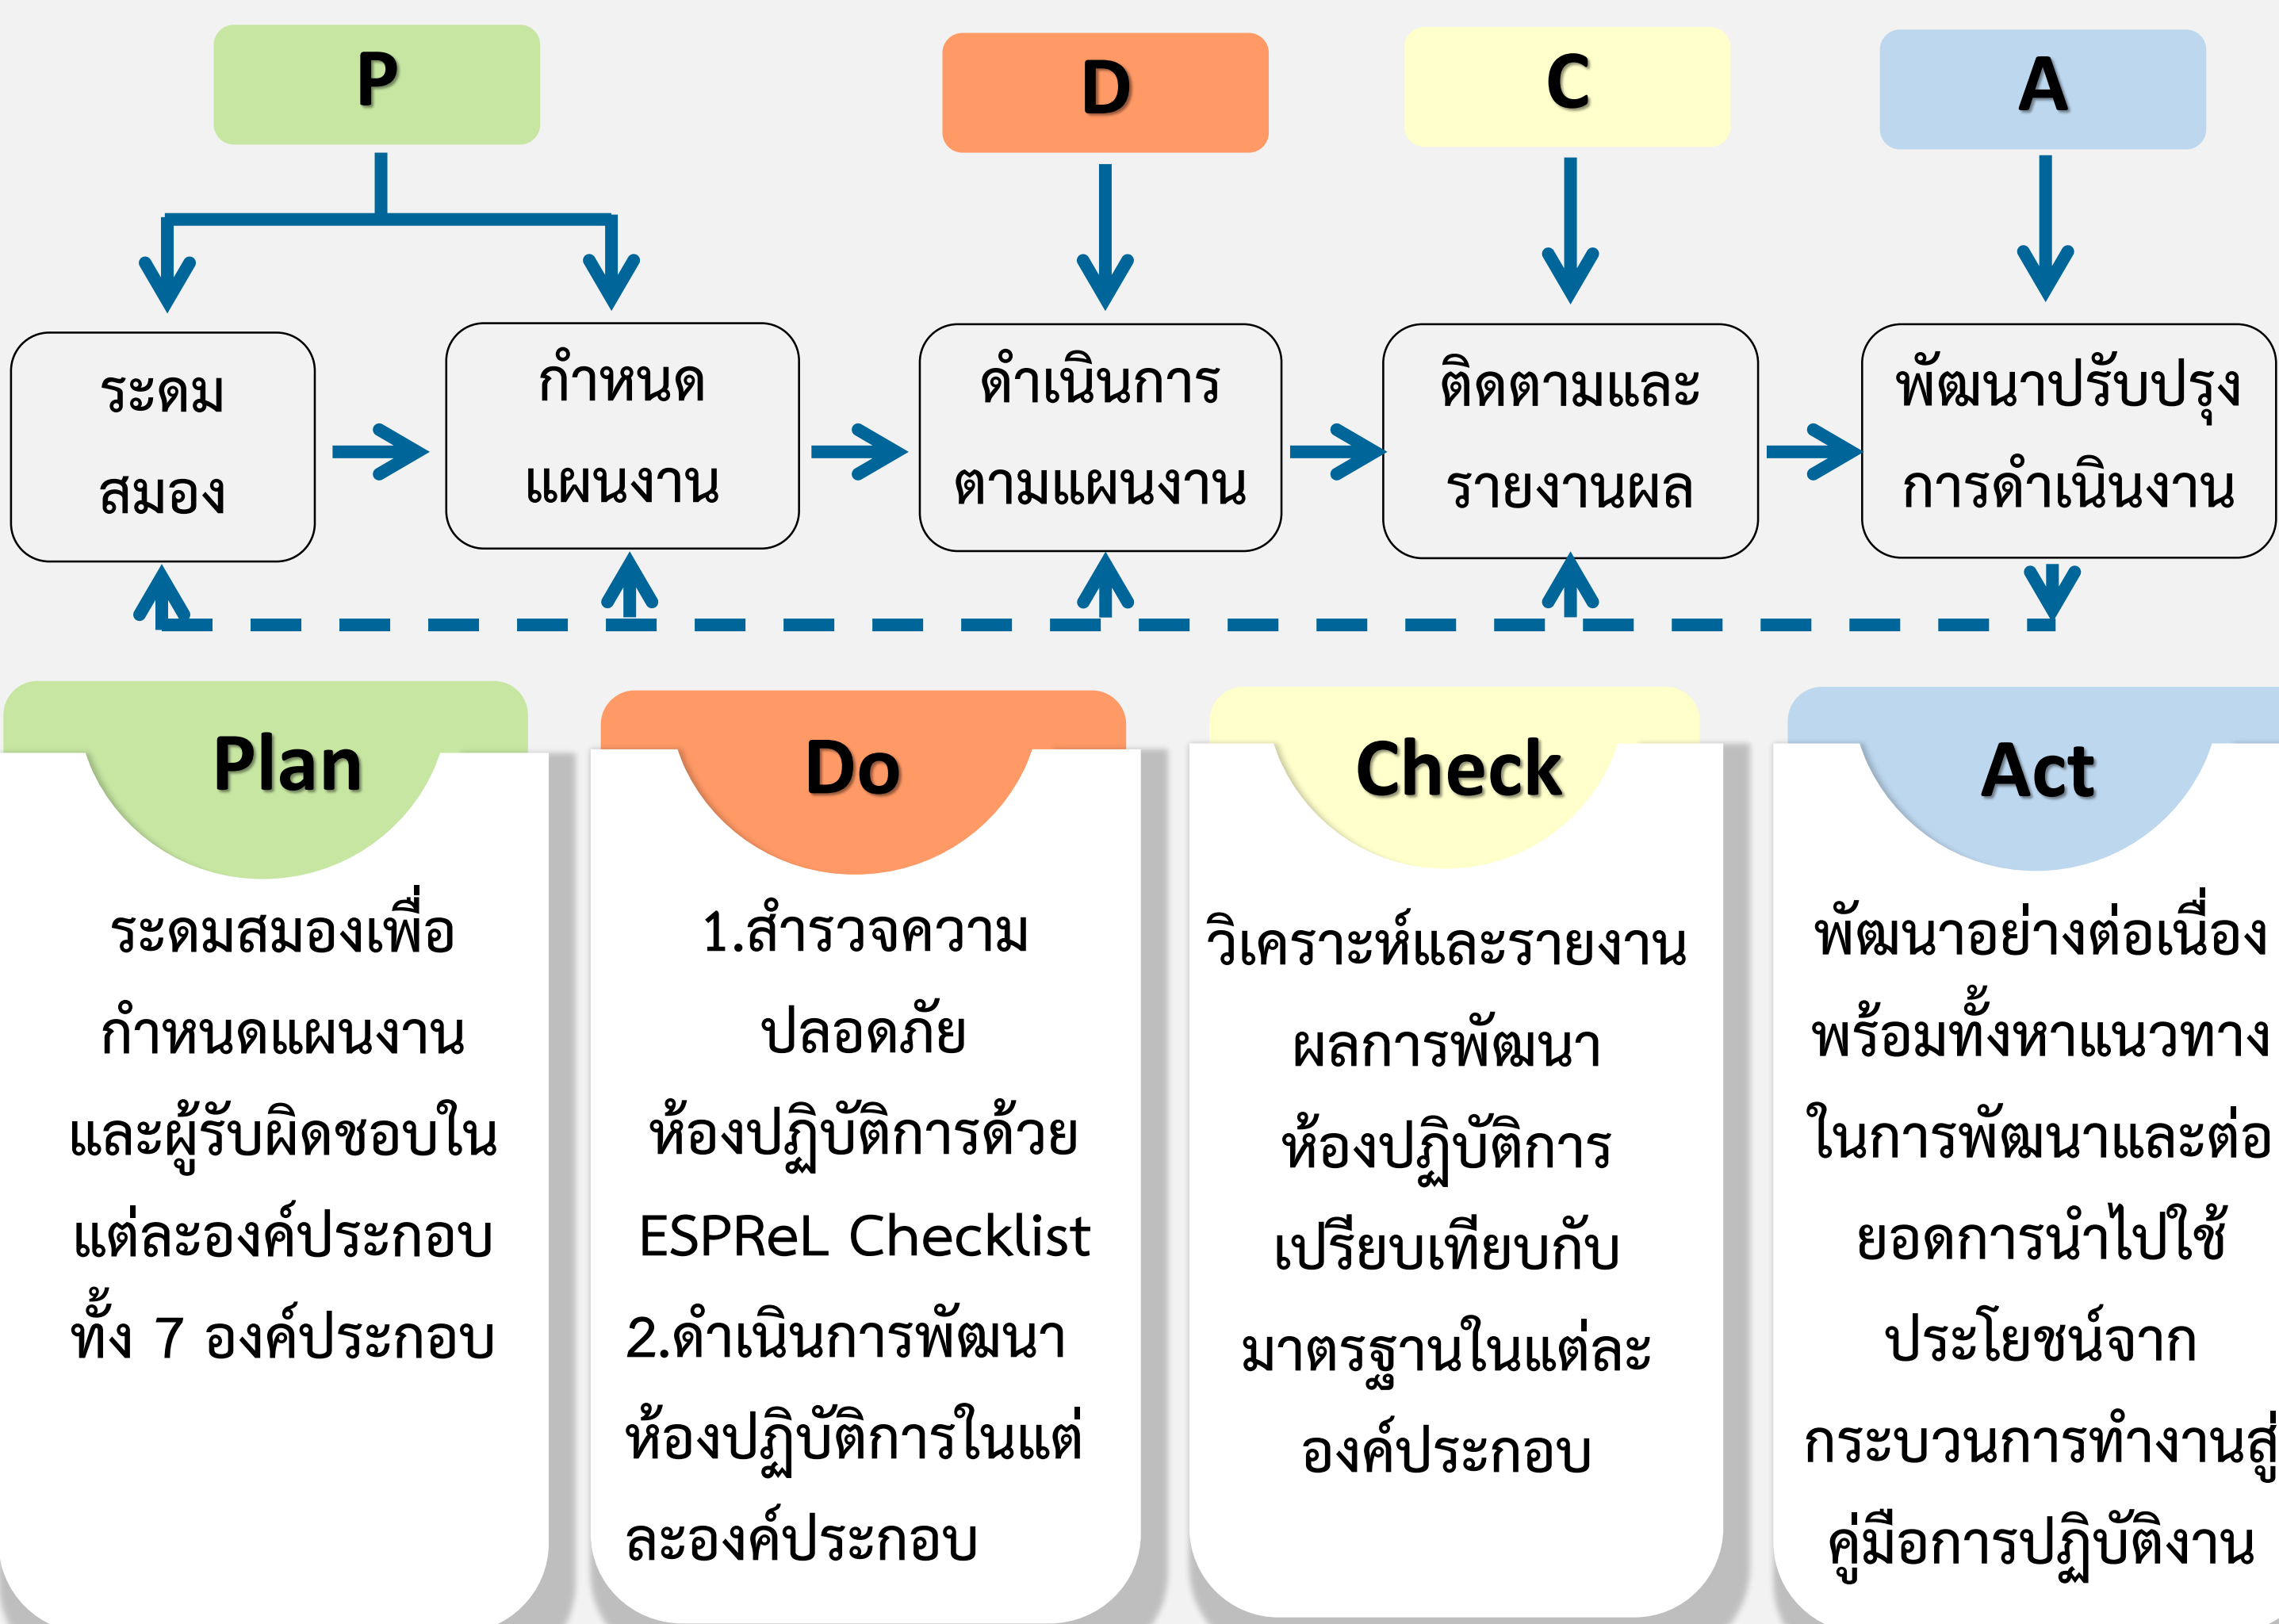 P
D
C
A
ระดม
สมอง
กำหนด
แผนงาน
ดำเนินการ
ตามแผนงาน
ติดตามและ
รายงานผล
พัฒนาปรับปรุง
การดำเนินงาน
Plan
ระดมสมองเพื่อ
กำหนดแผนงาน
และผู้รับผิดชอบใน
แต่ละองค์ประกอบ
ทั้ง 7 องค์ประกอบ
Do
1.สำรวจความ
ปลอดภัย
ห้องปฏิบัติการด้วย
ESPReL Checklist
2.ดำเนินการพัฒนา
ห้องปฏิบัติการในแต่
ละองค์ประกอบ
Check
วิเคราะห์และรายงาน
ผลการพัฒนา
ห้องปฏิบัติการ
เปรียบเทียบกับ
มาตรฐานในแต่ละ
องค์ประกอบ
Act
พัฒนาอย่างต่อเนื่อง
พร้อมทั้งหาแนวทาง
ในการพัฒนาและต่อ
ยอดการนำไปใช้
ประโยชน์จาก
กระบวนการทำงานสู่
คู่มือการปฏิบัติงาน